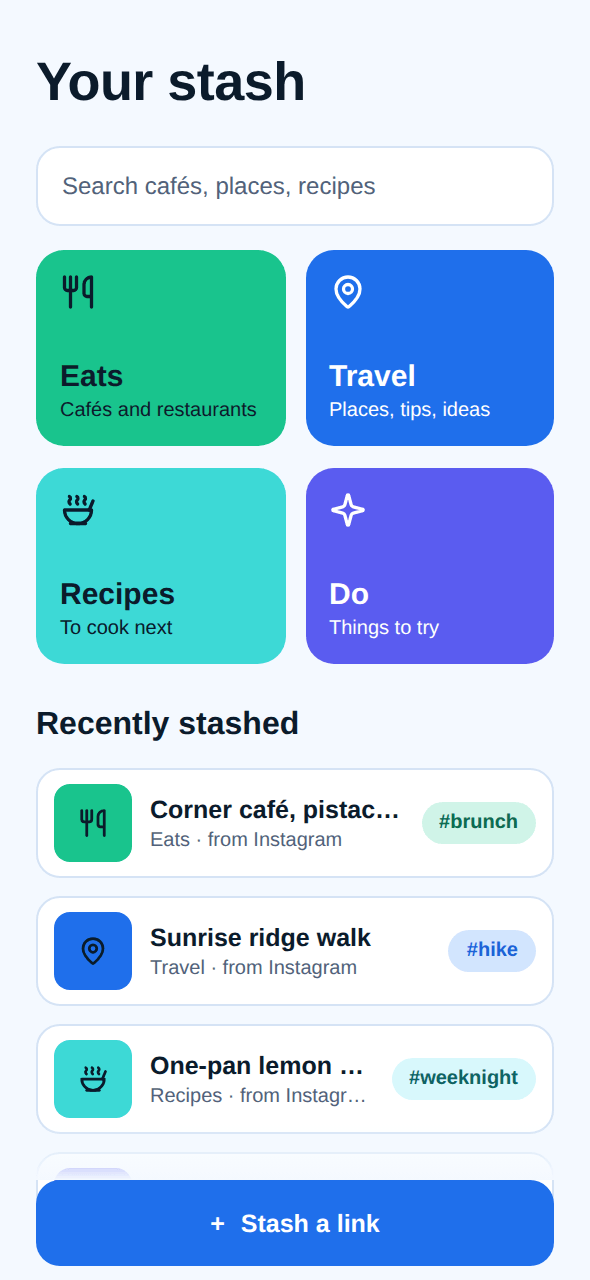 Your stash
Search cafés, places, recipes
Eats
Cafés and restaurants
Travel
Places, tips, ideas
Recipes
To cook next
Do
Things to try
Recently stashed
Corner café, pistac…
Eats · from Instagram
#brunch
Sunrise ridge walk
Travel · from Instagram
#hike
One-pan lemon …
Recipes · from Instagr…
#weeknight
+ Stash a link